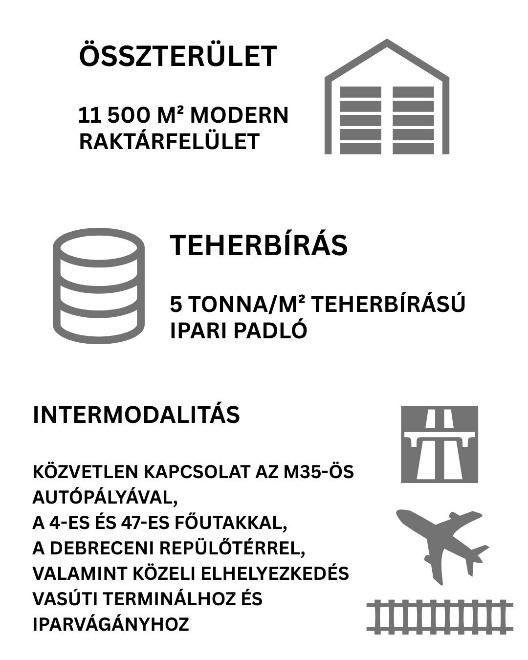 ÖSSZTERÜLET
11 500 M² MODERN
RAKTÁRFELÜLET
TEHERBÍRÁS
5 TONNA/M² TEHERBÍRÁSÚ
IPARI PADLÓ
INTERMODALITÁS
KÖZVETLEN KAPCSOLAT AZ M35-ÖS
AUTÓPÁLYÁVAL,
A 4-ES ÉS 47-ES FŐUTAKKAL,
A DEBRECENI REPÜLŐTÉRREL,
VALAMINT KÖZELI ELHELYEZKEDÉS
VASÚTI TERMINÁLHOZ ÉS
IPARVÁGÁNYHOZ